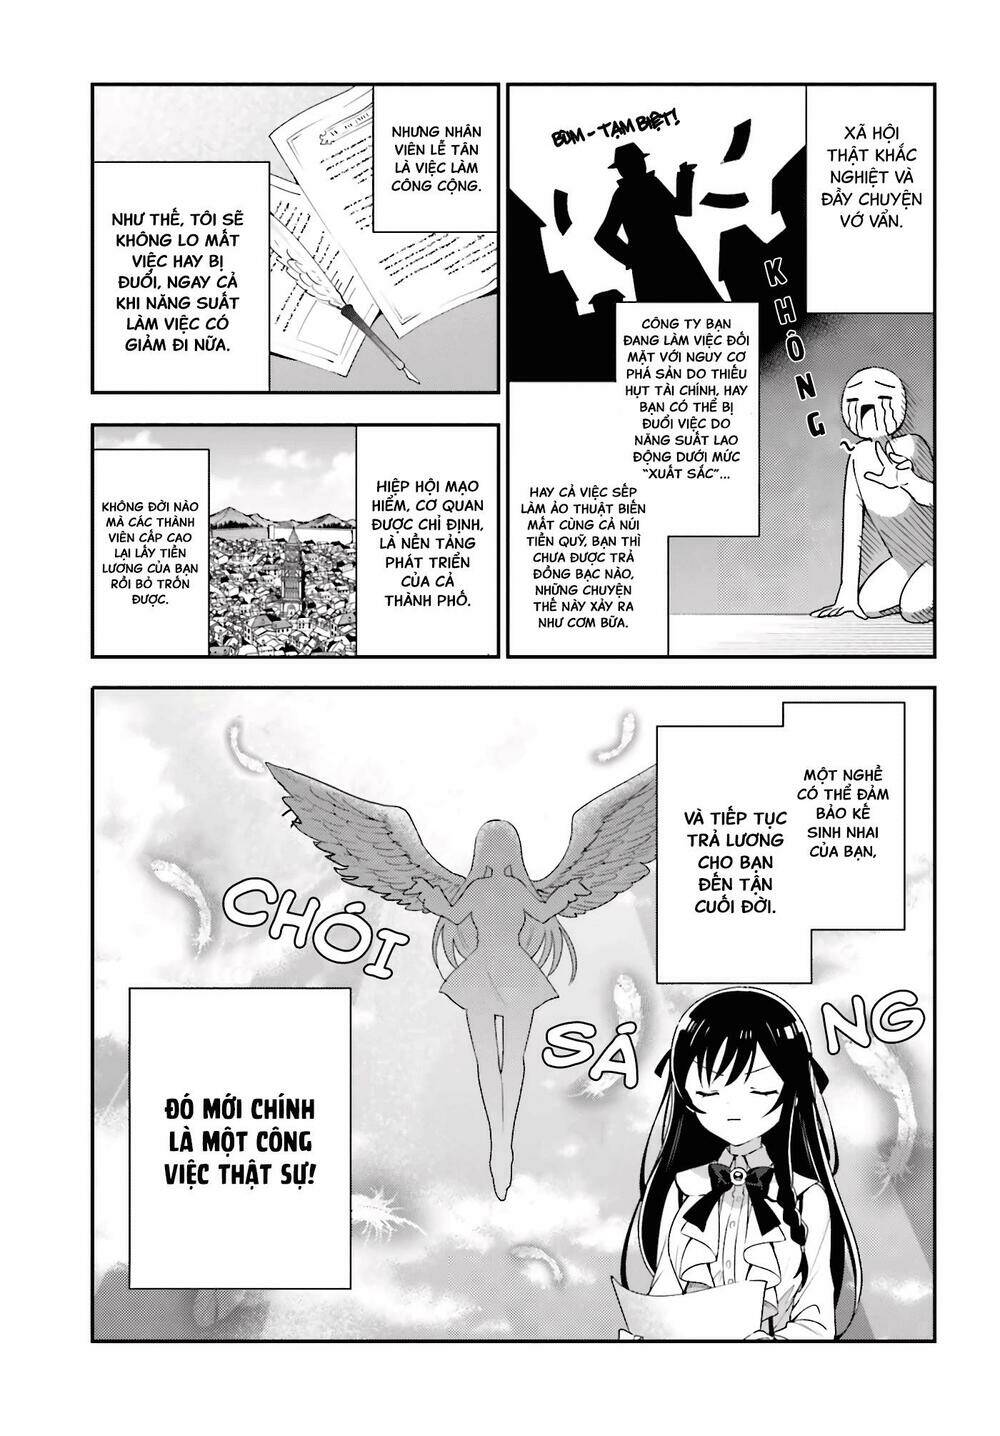 XÃ HỘI
THẬT KHẮC
NGHIỆT VÀ
ĐẦY CHUYỆN
VỚ VẨN.
BÙM - TẠM BIỆT!
KHÔNG
CÔNG TY BẠN
ĐANG LÀM VIỆC ĐỐI
MẶT VỚI NGUY CƠ
PHÁ SẢN DO THIẾU
HỤT TÀI CHÍNH, HAY
BẠN CÓ THỂ BỊ
ĐUỔI VIỆC DO
NĂNG SUẤT LAO
ĐỘNG DƯỚI MỨC
“XUẤT SẮC”...
HAY CẢ VIỆC SẾP
LÀM ẢO THUẬT BIẾN
MẤT CÙNG CẢ NÚI
TIỀN QUỸ, BẠN THÌ
CHƯA ĐƯỢC TRẢ
ĐỒNG BẠC NÀO,
NHỮNG CHUYỆN
THẾ NÀY XẢY RA
NHƯ CƠM BỮA.
NHƯNG NHÂN
VIÊN LỄ TÂN
LÀ VIỆC LÀM
CÔNG CỘNG.
NHƯ THẾ, TÔI SẼ
KHÔNG LO MẤT
VIỆC HAY BỊ
ĐUỔI, NGAY CẢ
KHI NĂNG SUẤT
LÀM VIỆC CÓ
GIẢM ĐI NỮA.
HIỆP HỘI MẠO
HIỂM, CƠ QUAN
ĐƯỢC CHỈ ĐỊNH,
LÀ NỀN TẢNG
PHÁT TRIỂN
CỦA CẢ
THÀNH PHỐ.
KHÔNG ĐỜI NÀO
MÀ CÁC THÀNH
VIÊN CẤP CAO
LẠI LẤY TIỀN
LƯƠNG CỦA BẠN
RỒI BỎ TRỐN
ĐƯỢC.
MỘT NGHỀ
CÓ THỂ ĐẢM
BẢO KẾ
SINH NHAI
CỦA BẠN,
VÀ TIẾP TỤC
TRẢ LƯƠNG
CHO BẠN
ĐẾN TẬN
CUỐI ĐỜI.
CHÓI
SÁNG
ĐÓ MỚI CHÍNH
LÀ MỘT CÔNG
VIỆC THẬT SỰ!